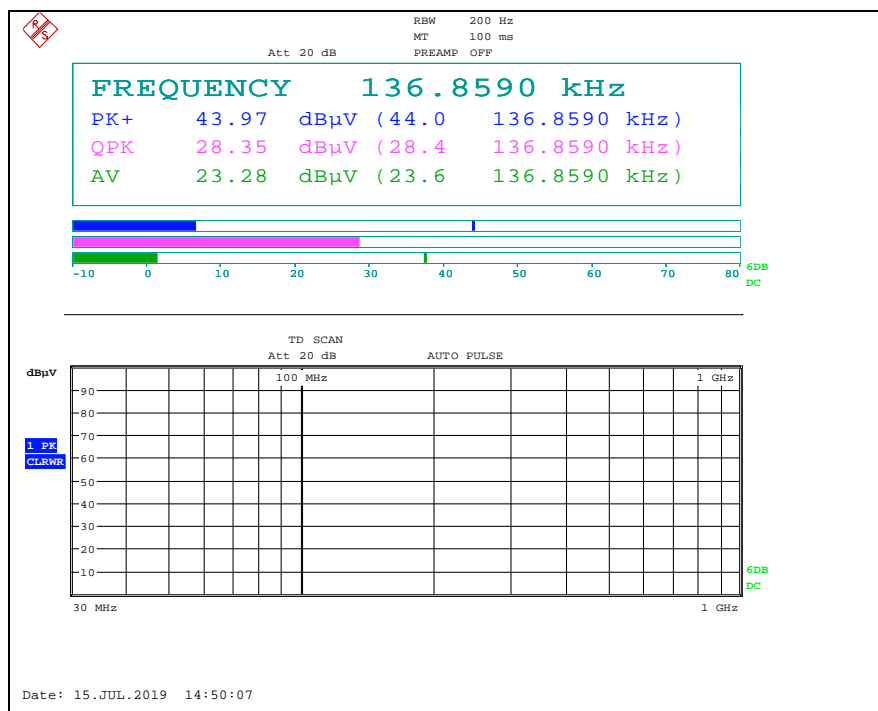 R
S
RBW 200 Hz
MT 100 ms
Att 20 dB PREAMP OFF
FREQUENCY 136.8590 kHz
PK+ 43.97 dBµV (44.0 136.8590 kHz)
QPK 28.35 dBµV (28.4 136.8590 kHz)
AV 23.28 dBµV (23.6 136.8590 kHz)
-10 0 10 20 30 40 50 60 70 80
6DB
DC
TD SCAN
Att 20 dB AUTO PULSE
dBµV
100 MHz 1 GHz
90
80
70
1 PK
CLRWR
60
50
40
30
20
10
6DB
DC
30 MHz 1 GHz
Date: 15.JUL.2019 14:50:07